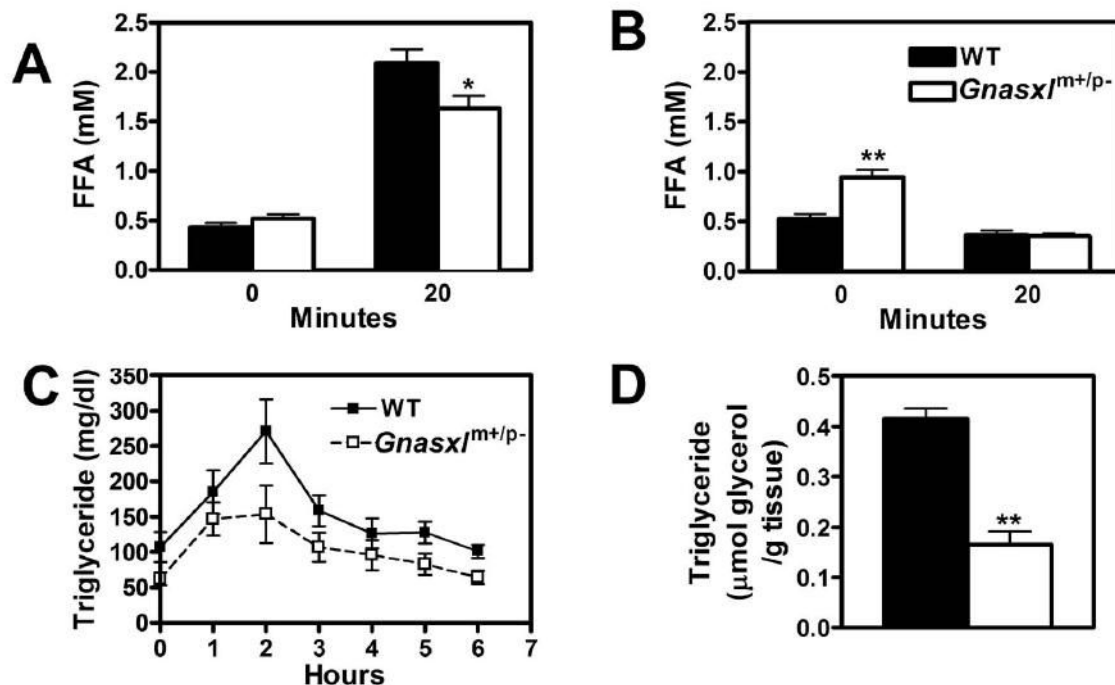 A
FFA (mM)
2.5
2.0
1.5
1.0
0.5
0.0
*
0
20
Minutes
B
FFA (mM)
2.5
2.0
1.5
1.0
0.5
0.0
WT
Gnasxl m+/p-
**
0
20
Minutes
C
Triglyceride (mg/dl)
350
300
250
200
150
100
50
0
WT
Gnasxl m+/p-
0 1 2 3 4 5 6 7
Hours
D
Triglyceride
(μmol glycerol
/g tissue)
0.4
0.3
0.2
0.1
0.0
**